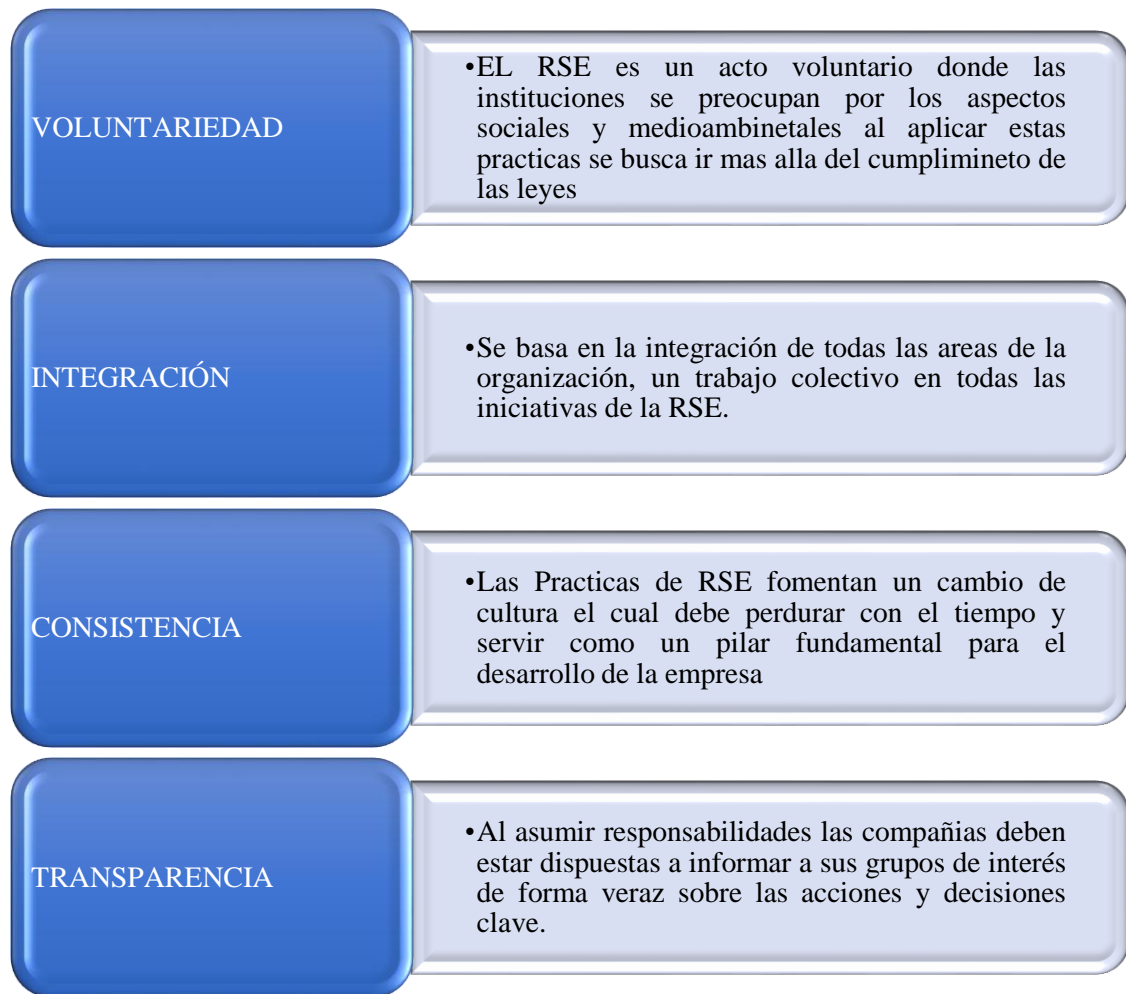 VOLUNTARIEDAD
•EL RSE es un acto voluntario donde las
instituciones se preocupan por los aspectos
sociales y medioambinetales al aplicar estas
practicas se busca ir mas alla del cumplimineto de
las leyes
INTEGRACIÓN
•Se basa en la integración de todas las areas de la
organización, un trabajo colectivo en todas las
iniciativas de la RSE.
CONSISTENCIA
•Las Practicas de RSE fomentan un cambio de
cultura el cual debe perdurar con el tiempo y
servir como un pilar fundamental para el
desarrollo de la empresa
TRANSPARENCIA
•Al asumir responsabilidades las compañias deben
estar dispuestas a informar a sus grupos de interés
de forma veraz sobre las acciones y decisiones
clave.